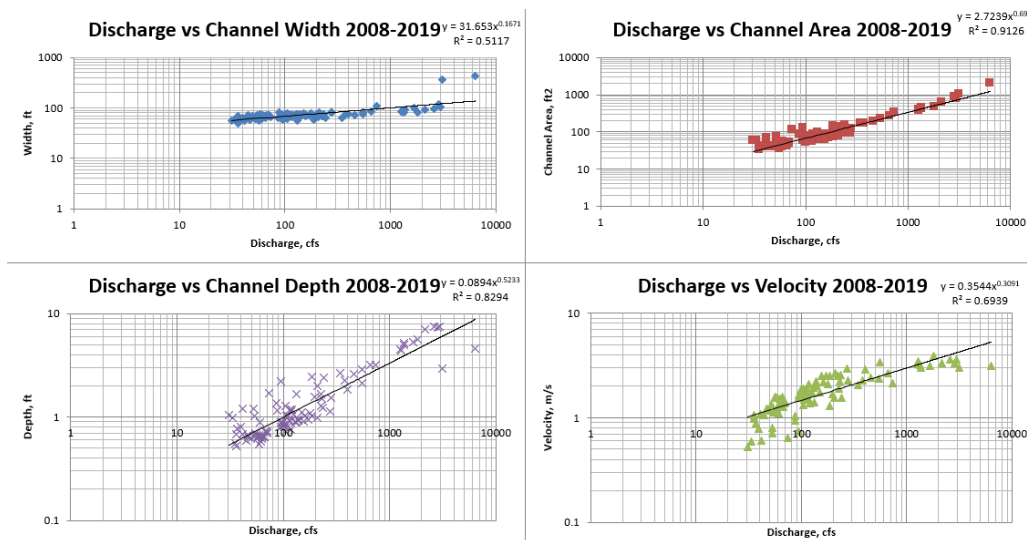 Discharge vs Channel Width 2008-2019
y = 31.653x^0.1671
R² = 0.5117
1000
100
10
1
1 10 100 1000 10000
Width, ft
Discharge, cfs
Discharge vs Channel Area 2008-2019
y = 2.7239x^0.69
R² = 0.9126
10000
1000
100
10
1
1 10 100 1000 10000
Channel Area, ft2
Discharge, cfs
Discharge vs Channel Depth 2008-2019
y = 0.0894x^0.5233
R² = 0.8294
10
1
0.1
1 10 100 1000 10000
Depth, ft
Discharge, cfs
Discharge vs Velocity 2008-2019
y = 0.3544x^0.3091
R² = 0.6939
10
1
0.1
1 10 100 1000 10000
Velocity, m/s
Discharge, cfs